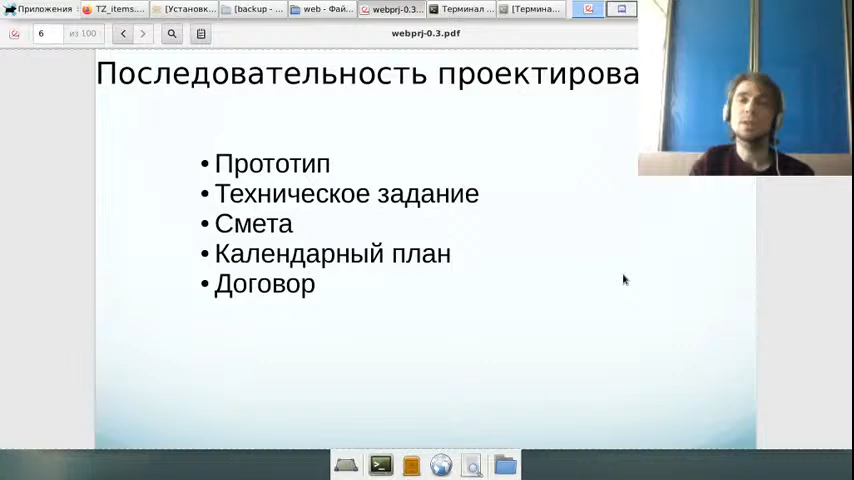 Приложения
TZ_items....
[Установк...
[backup - ...
web - Фай...
webprj-0.3...
Терминал ...
[Термина...
6
из 100
webprj-0.3.pdf
Последовательность проектирова
• Прототип
• Техническое задание
• Смета
• Календарный план
• Договор